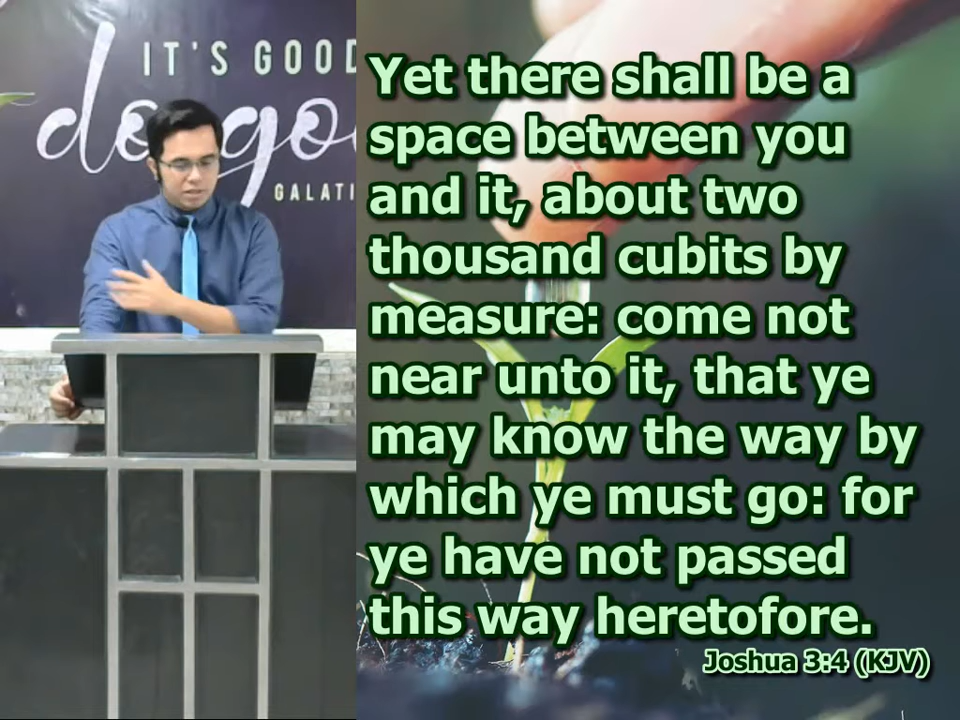 IT'S GOOD
do goo
GALATI
Yet there shall be a
space between you
and it, about two
thousand cubits by
measure: come not
near unto it, that ye
may know the way by
which ye must go: for
ye have not passed
this way heretofore.
Joshua 3:4 (KJV)